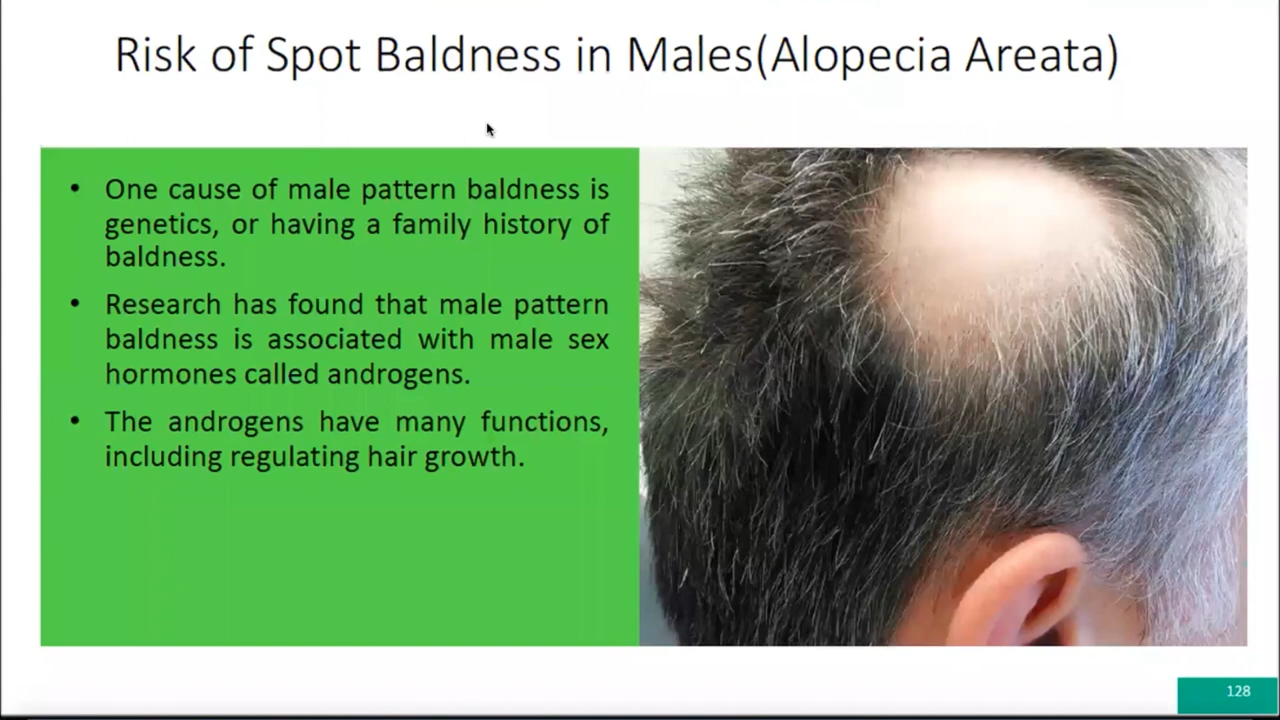 Risk of Spot Baldness in Males(Alopecia Areata)
• One cause of male pattern baldness is
genetics, or having a family history of
baldness.
• Research has found that male pattern
baldness is associated with male sex
hormones called androgens.
• The androgens have many functions,
including regulating hair growth.
128